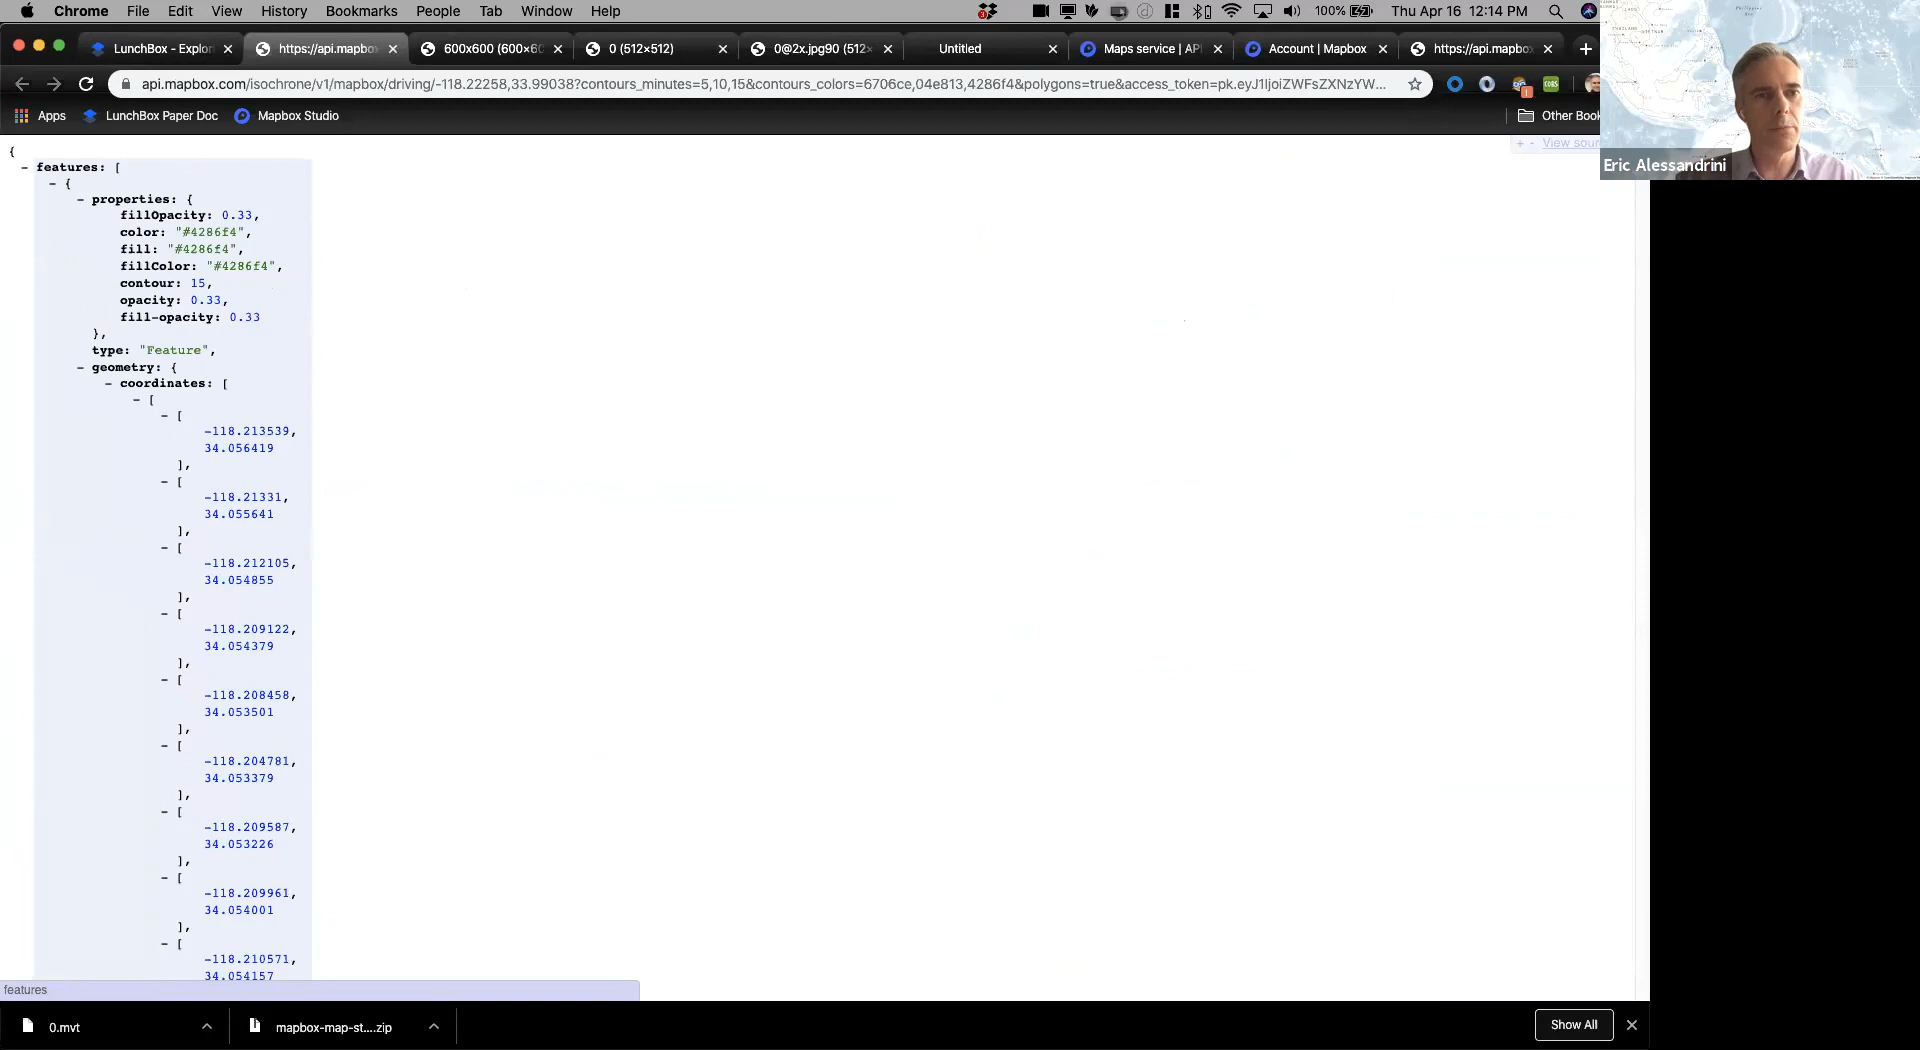 Chrome File Edit View History Bookmarks People Tab Window Help 100% Thu Apr 16 12:14 PM
LunchBox - Explori https://api.mapbo 600x600 (600×60 0 (512×512) 0@2x.jpg90 (512× Untitled Maps service | API Account | Mapbox https://api.mapbo
api.mapbox.com/isochrone/v1/mapbox/driving/-118.22258,33.99038?contours_minutes=5,10,15&contours_colors=6706ce,04e813,4286f4&polygons=true&access_token=pk.eyJ1IjoiZWFsZXNzYW...
Apps LunchBox Paper Doc Mapbox Studio Other Book
+ - View sour
Eric Alessandrini
{
- features: [
- {
- properties: {
fillOpacity: 0.33,
color: "#4286f4",
fill: "#4286f4",
fillColor: "#4286f4",
contour: 15,
opacity: 0.33,
fill-opacity: 0.33
},
type: "Feature",
- geometry: {
- coordinates: [
- [
- [
-118.213539,
34.056419
],
- [
-118.21331,
34.055641
],
- [
-118.212105,
34.054855
],
- [
-118.209122,
34.054379
],
- [
-118.208458,
34.053501
],
- [
-118.204781,
34.053379
],
- [
-118.209587,
34.053226
],
- [
-118.209961,
34.054001
],
- [
-118.210571,
34.054157
features
0.mvt mapbox-map-st....zip Show All